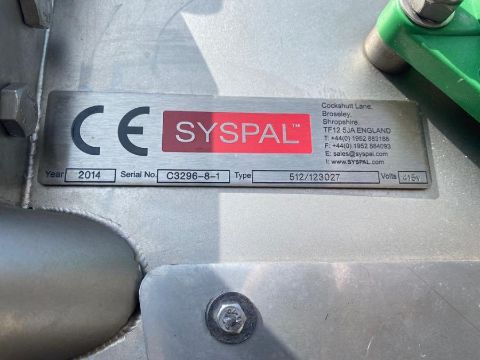 CE
SYSPAL™
Cockshutt Lane,
Broseley,
Shropshire,
TF12 5JA ENGLAND
T: +44(0) 1952 883188
F: +44(0) 1952 884093
E: sales@syspal.com
I: www.SYSPAL.com
Year 2014 Serial No. C3296-8-1 Type 512/123027 Volts 415v